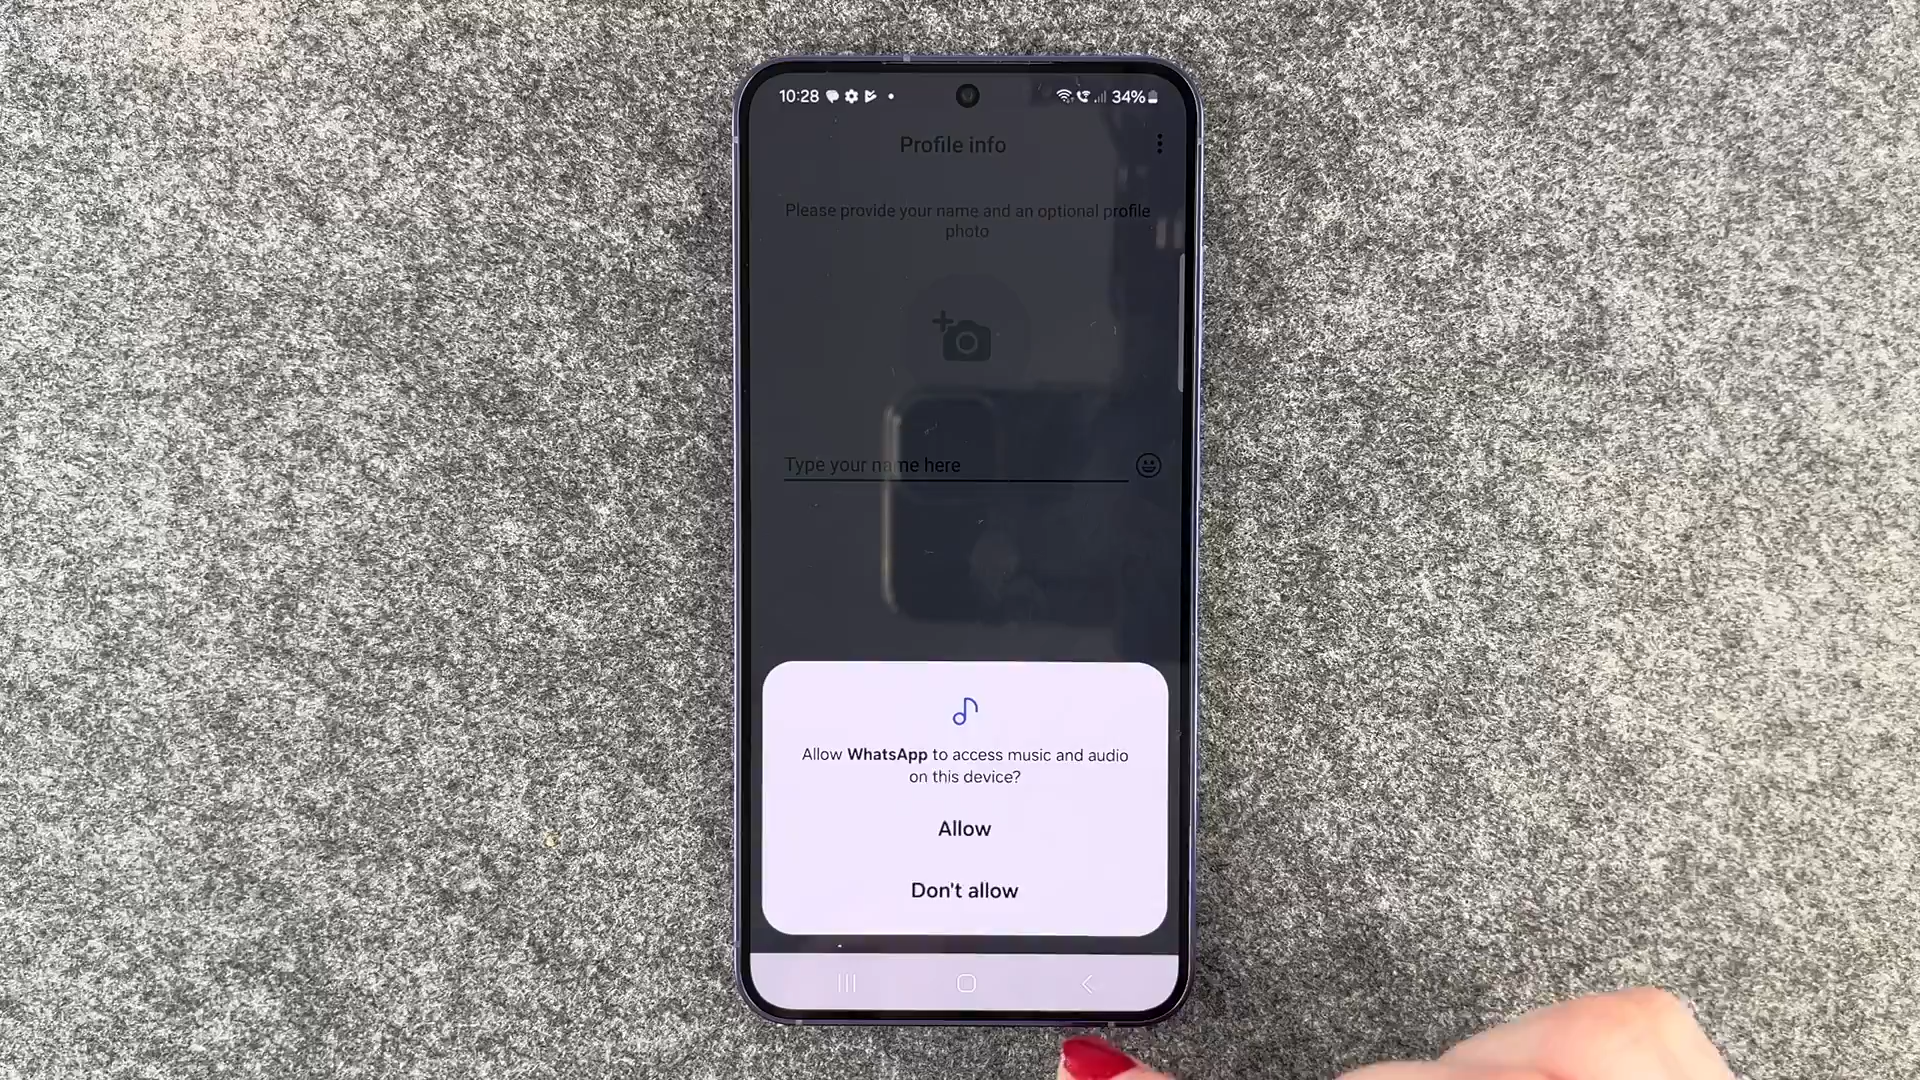 10:28
34%
Profile info
Please provide your name and an optional profile
photo
Type your name here
Allow WhatsApp to access music and audio
on this device?
Allow
Don't allow